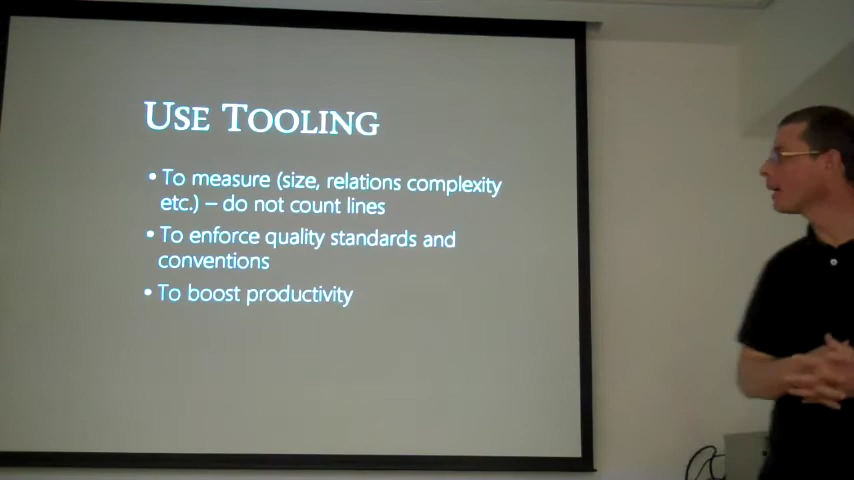 USE TOOLING
• To measure (size, relations complexity
etc.) – do not count lines
• To enforce quality standards and
conventions
• To boost productivity